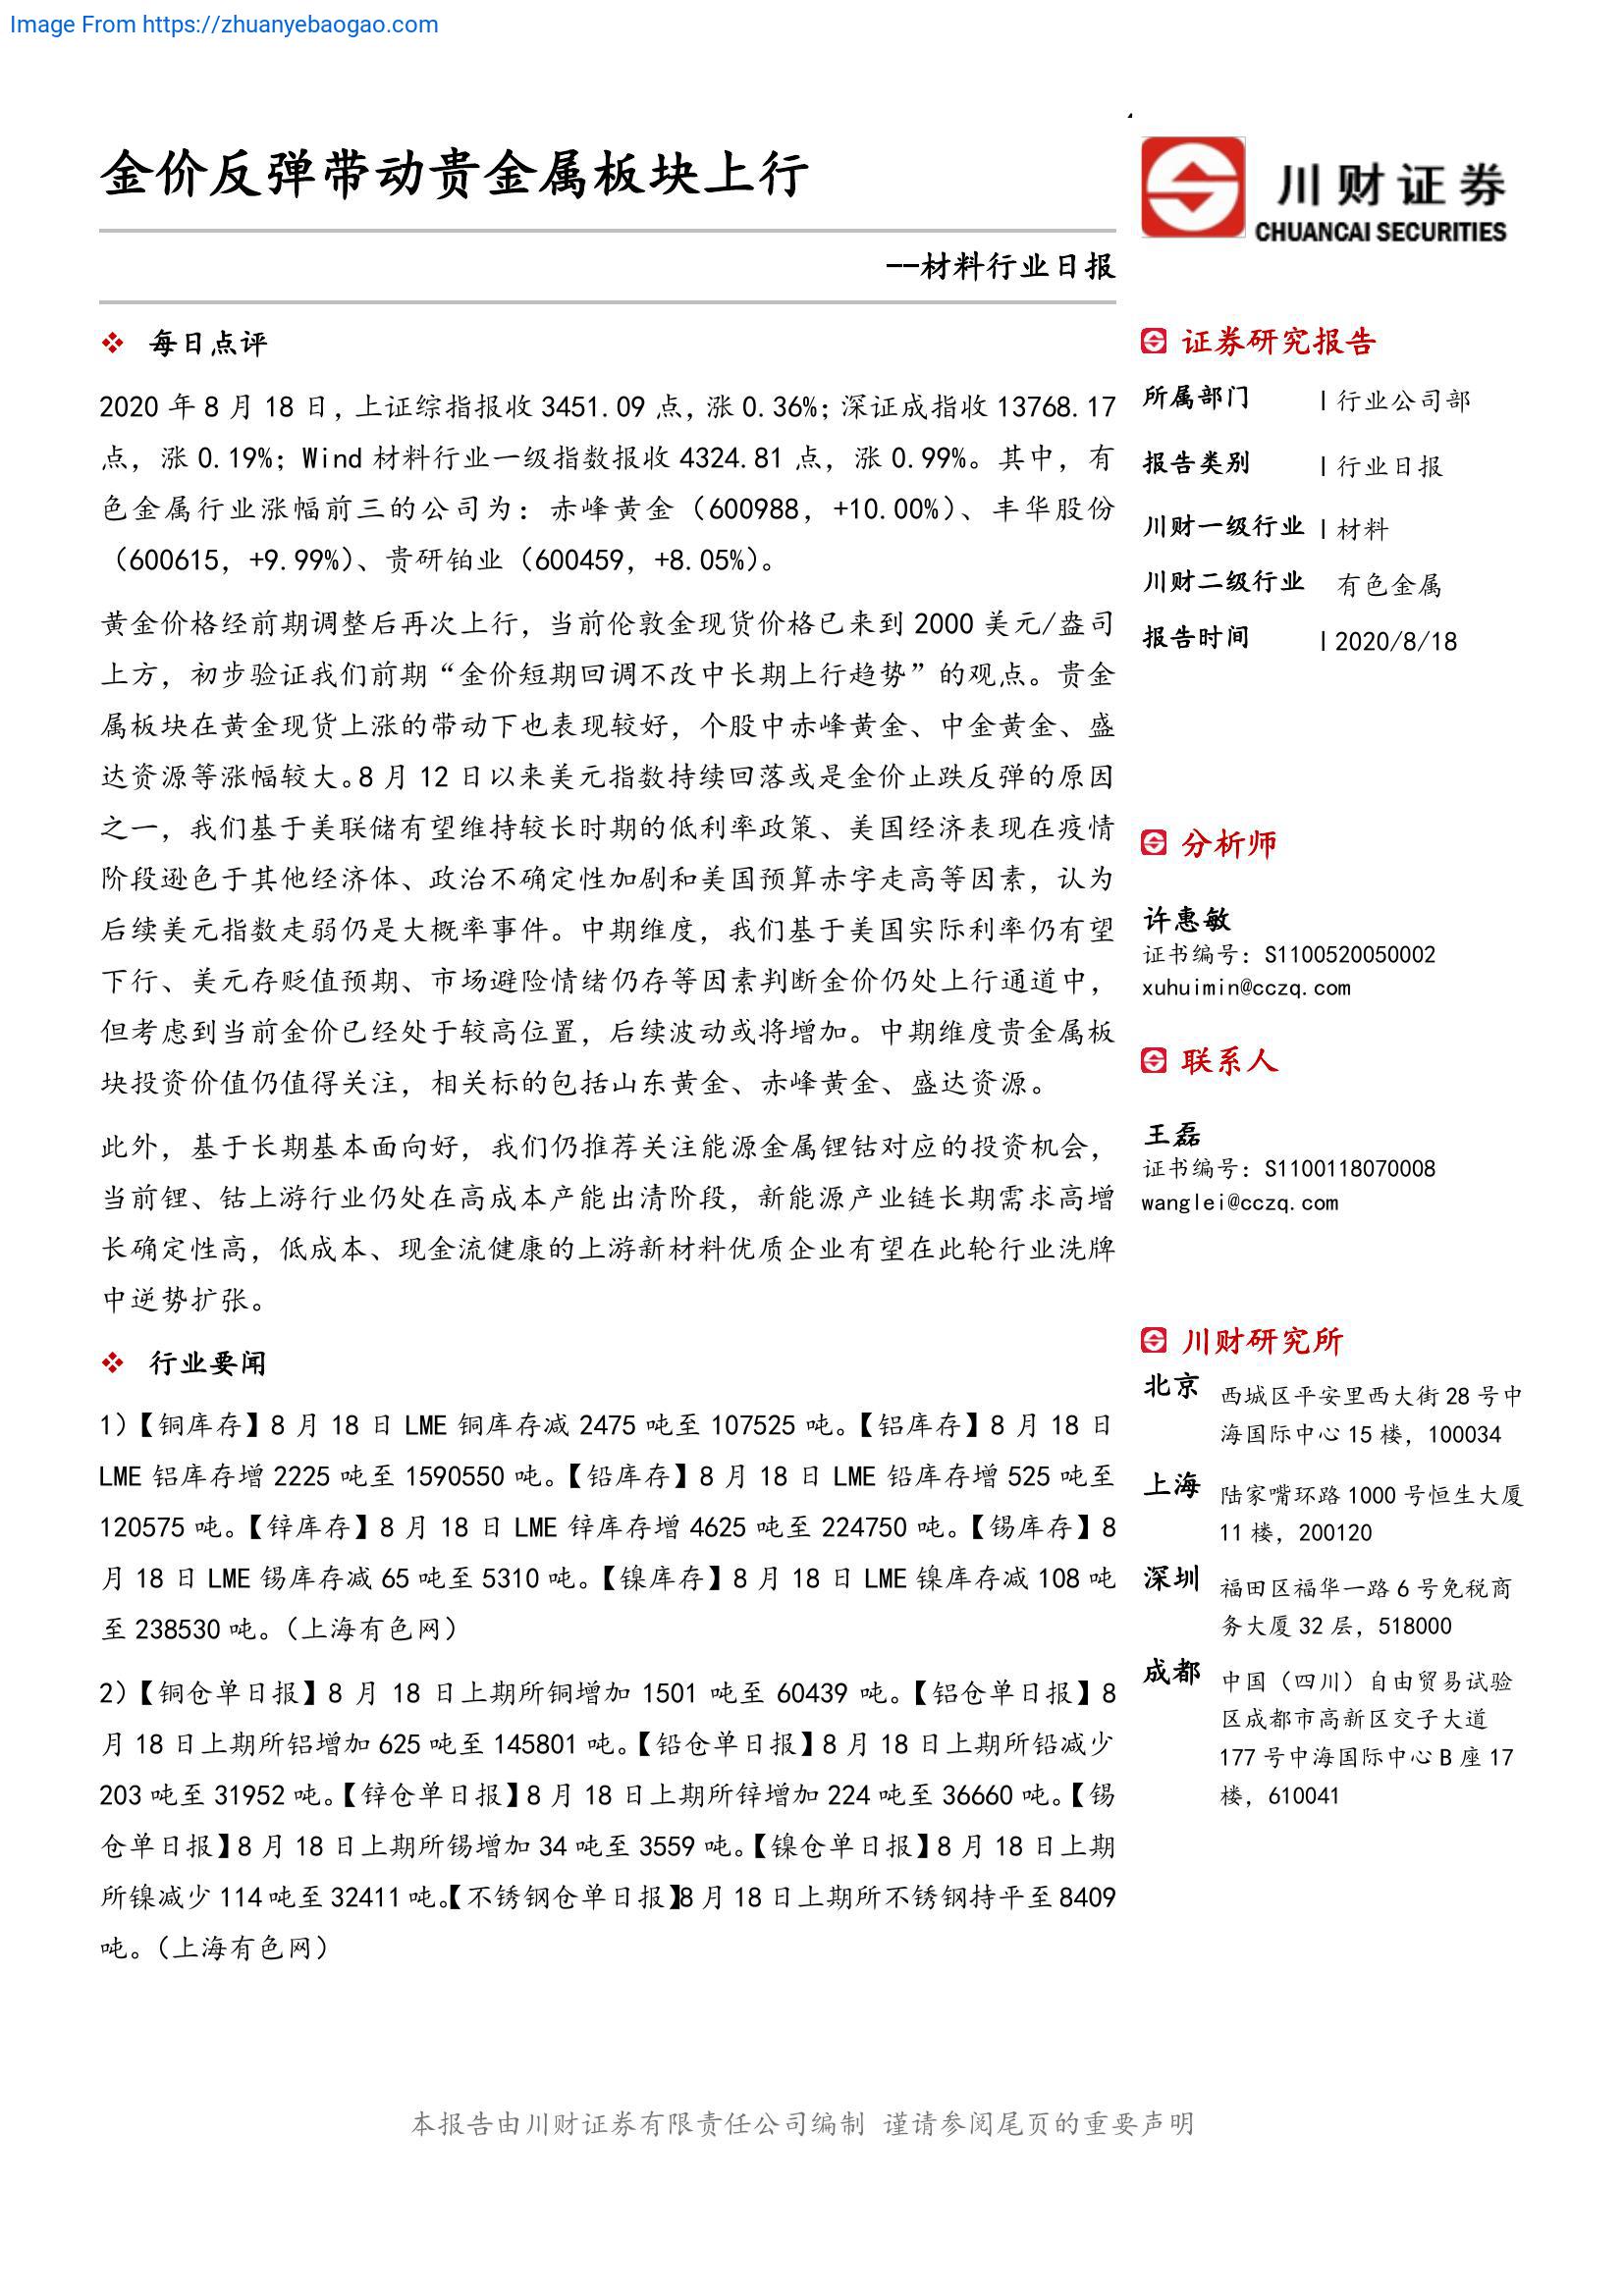 Image From https://zhuanyebaogao.com
金价反弹带动贵金属板块上行
川财证券
CHUANCAI SECURITIES
——材料行业日报
❖ 每日点评
2020 年 8 月 18 日，上证综指报收 3451.09 点，涨 0.36%；深证成指收 13768.17
点，涨 0.19%；Wind 材料行业一级指数报收 4324.81 点，涨 0.99%。其中，有
色金属行业涨幅前三的公司为：赤峰黄金（600988，+10.00%）、丰华股份
（600615，+9.99%）、贵研铂业（600459，+8.05%）。
黄金价格经前期调整后再次上行，当前伦敦金现货价格已来到 2000 美元/盎司
上方，初步验证我们前期“金价短期回调不改中长期上行趋势”的观点。贵金
属板块在黄金现货上涨的带动下也表现较好，个股中赤峰黄金、中金黄金、盛
达资源等涨幅较大。8 月 12 日以来美元指数持续回落或是金价止跌反弹的原因
之一，我们基于美联储有望维持较长时期的低利率政策、美国经济表现在疫情
阶段逊色于其他经济体、政治不确定性加剧和美国预算赤字走高等因素，认为
后续美元指数走弱仍是大概率事件。中期维度，我们基于美国实际利率仍有望
下行、美元存贬值预期、市场避险情绪仍存等因素判断金价仍处上行通道中，
但考虑到当前金价已经处于较高位置，后续波动或将增加。中期维度贵金属板
块投资价值仍值得关注，相关标的包括山东黄金、赤峰黄金、盛达资源。
此外，基于长期基本面向好，我们仍推荐关注能源金属锂钴对应的投资机会，
当前锂、钴上游行业仍处在高成本产能出清阶段，新能源产业链长期需求高增
长确定性高，低成本、现金流健康的上游新材料优质企业有望在此轮行业洗牌
中逆势扩张。
❖ 行业要闻
1）【铜库存】8 月 18 日 LME 铜库存减 2475 吨至 107525 吨。【铝库存】8 月 18 日
LME 铝库存增 2225 吨至 1590550 吨。【铅库存】8 月 18 日 LME 铅库存增 525 吨至
120575 吨。【锌库存】8 月 18 日 LME 锌库存增 4625 吨至 224750 吨。【锡库存】8
月 18 日 LME 锡库存减 65 吨至 5310 吨。【镍库存】8 月 18 日 LME 镍库存减 108 吨
至 238530 吨。（上海有色网）
2）【铜仓单日报】8 月 18 日上期所铜增加 1501 吨至 60439 吨。【铝仓单日报】8
月 18 日上期所铝增加 625 吨至 145801 吨。【铅仓单日报】8 月 18 日上期所铅减少
203 吨至 31952 吨。【锌仓单日报】8 月 18 日上期所锌增加 224 吨至 36660 吨。【锡
仓单日报】8 月 18 日上期所锡增加 34 吨至 3559 吨。【镍仓单日报】8 月 18 日上期
所镍减少 114 吨至 32411 吨。【不锈钢仓单日报】8 月 18 日上期所不锈钢持平至 8409
吨。（上海有色网）
证券研究报告
所属部门 | 行业公司部
报告类别 | 行业日报
川财一级行业 | 材料
川财二级行业 有色金属
报告时间 | 2020/8/18
分析师
许惠敏
证书编号：S1100520050002
xuhuimin@cczq.com
联系人
王磊
证书编号：S1100118070008
wanglei@cczq.com
川财研究所
北京 西城区平安里西大街 28 号中
海国际中心 15 楼，100034
上海 陆家嘴环路 1000 号恒生大厦
11 楼，200120
深圳 福田区福华一路 6 号免税商
务大厦 32 层，518000
成都 中国（四川）自由贸易试验
区成都市高新区交子大道
177 号中海国际中心 B 座 17
楼，610041
本报告由川财证券有限责任公司编制 谨请参阅尾页的重要声明